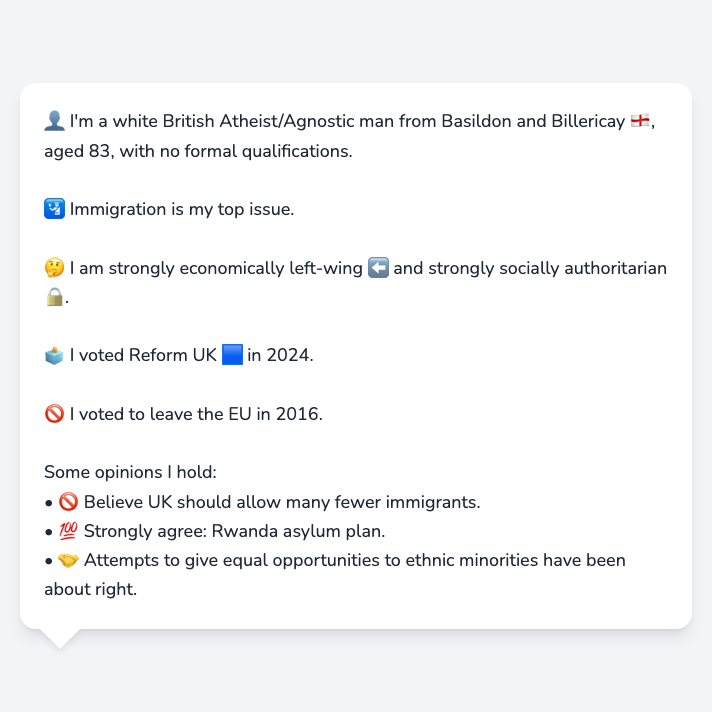 👤 I'm a white British Atheist/Agnostic man from Basildon and Billericay 🏴󠁧󠁢󠁥󠁮󠁧󠁿,
aged 83, with no formal qualifications.
🛂 Immigration is my top issue.
🤔 I am strongly economically left-wing ⬅️ and strongly socially authoritarian
🔒.
🗳️ I voted Reform UK 🟦 in 2024.
🚫 I voted to leave the EU in 2016.
Some opinions I hold:
• 🚫 Believe UK should allow many fewer immigrants.
• 💯 Strongly agree: Rwanda asylum plan.
• 🤝 Attempts to give equal opportunities to ethnic minorities have been
about right.